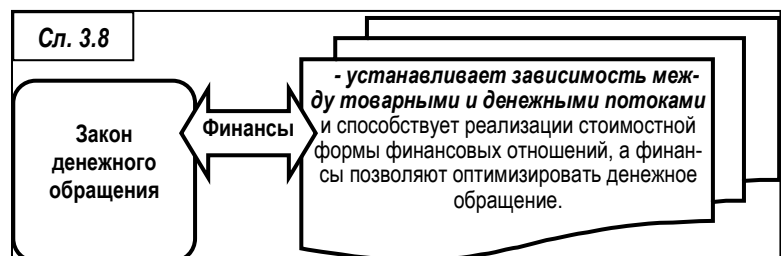 Сл. 3.8
Закон
денежного
обращения
Финансы
- устанавливает зависимость меж-
ду товарными и денежными потоками
и способствует реализации стоимостной
формы финансовых отношений, а финан-
сы позволяют оптимизировать денежное
обращение.